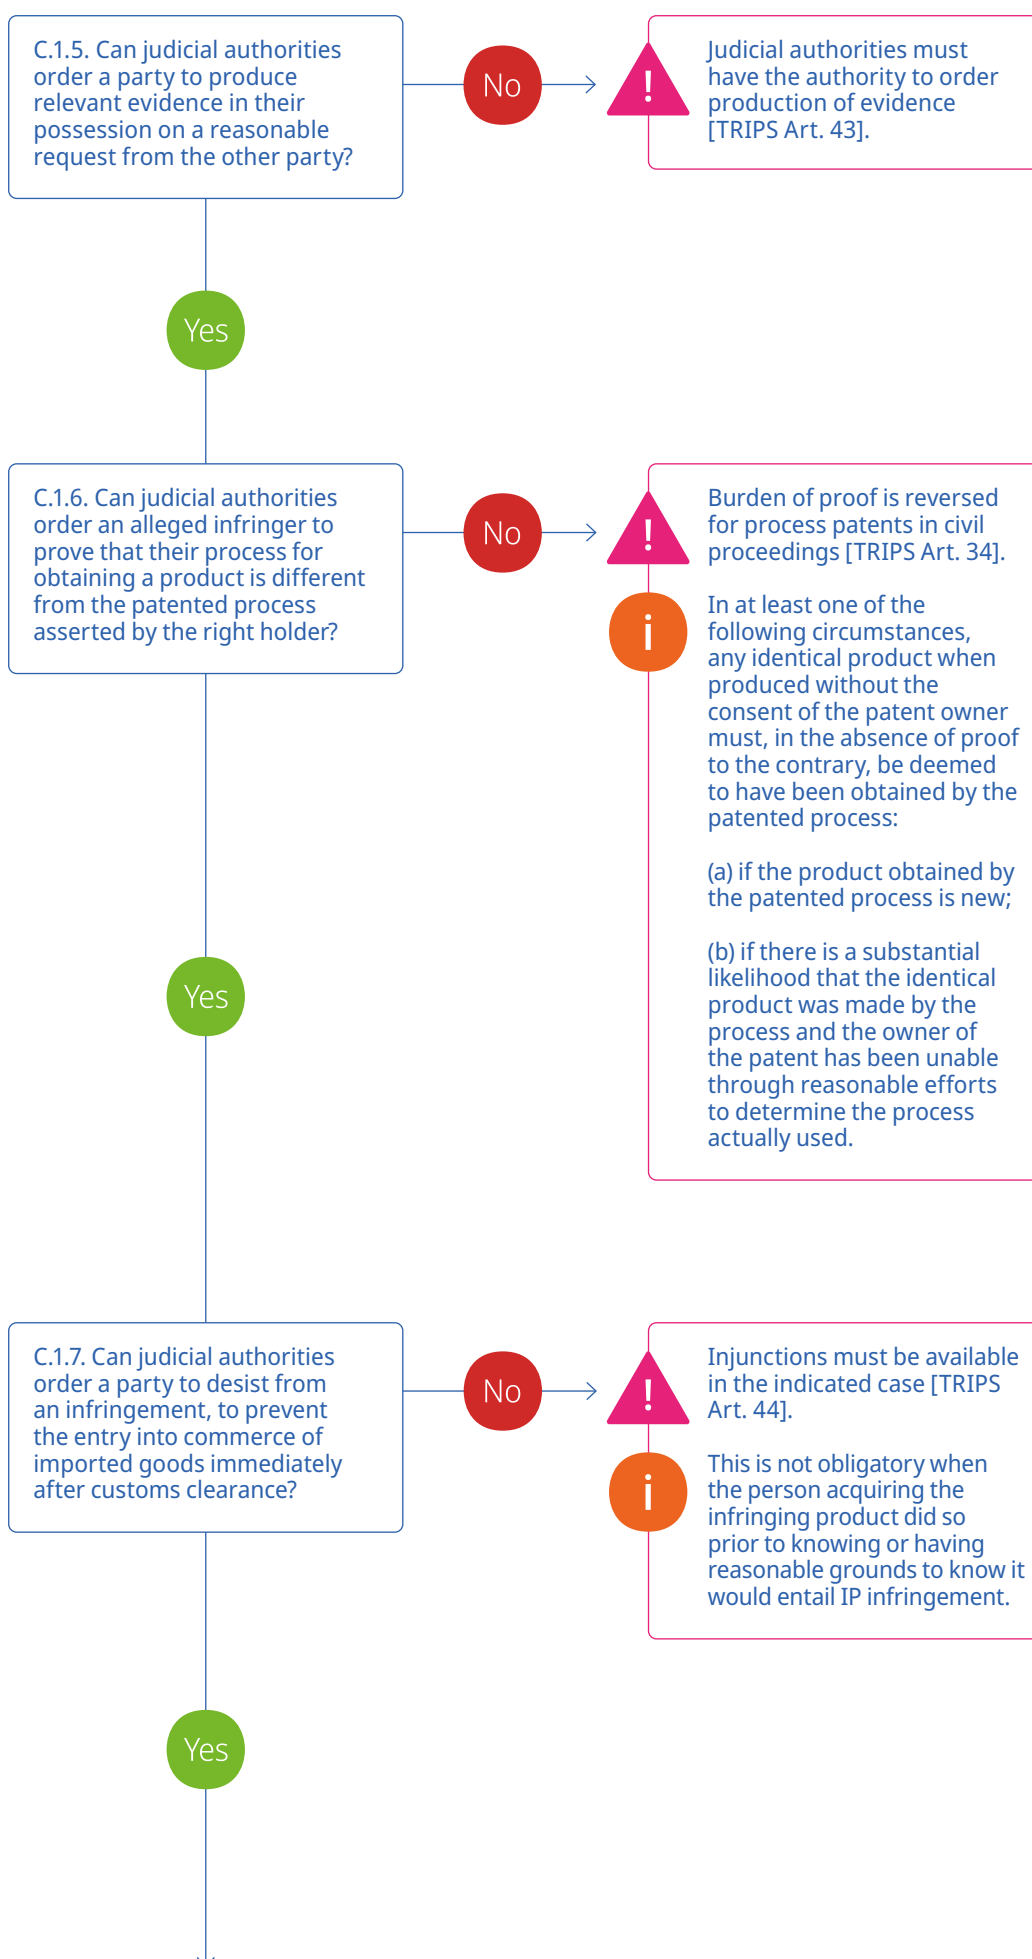 C.1.5. Can judicial authorities
order a party to produce
relevant evidence in their
possession on a reasonable
request from the other party?
No
!
Judicial authorities must
have the authority to order
production of evidence
[TRIPS Art. 43].
Yes
C.1.6. Can judicial authorities
order an alleged infringer to
prove that their process for
obtaining a product is different
from the patented process
asserted by the right holder?
No
!
Burden of proof is reversed
for process patents in civil
proceedings [TRIPS Art. 34].
i
In at least one of the
following circumstances,
any identical product when
produced without the
consent of the patent owner
must, in the absence of proof
to the contrary, be deemed
to have been obtained by the
patented process:
(a) if the product obtained by
the patented process is new;
(b) if there is a substantial
likelihood that the identical
product was made by the
process and the owner of
the patent has been unable
through reasonable efforts
to determine the process
actually used.
Yes
C.1.7. Can judicial authorities
order a party to desist from
an infringement, to prevent
the entry into commerce of
imported goods immediately
after customs clearance?
No
!
Injunctions must be available
in the indicated case [TRIPS
Art. 44].
i
This is not obligatory when
the person acquiring the
infringing product did so
prior to knowing or having
reasonable grounds to know it
would entail IP infringement.
Yes